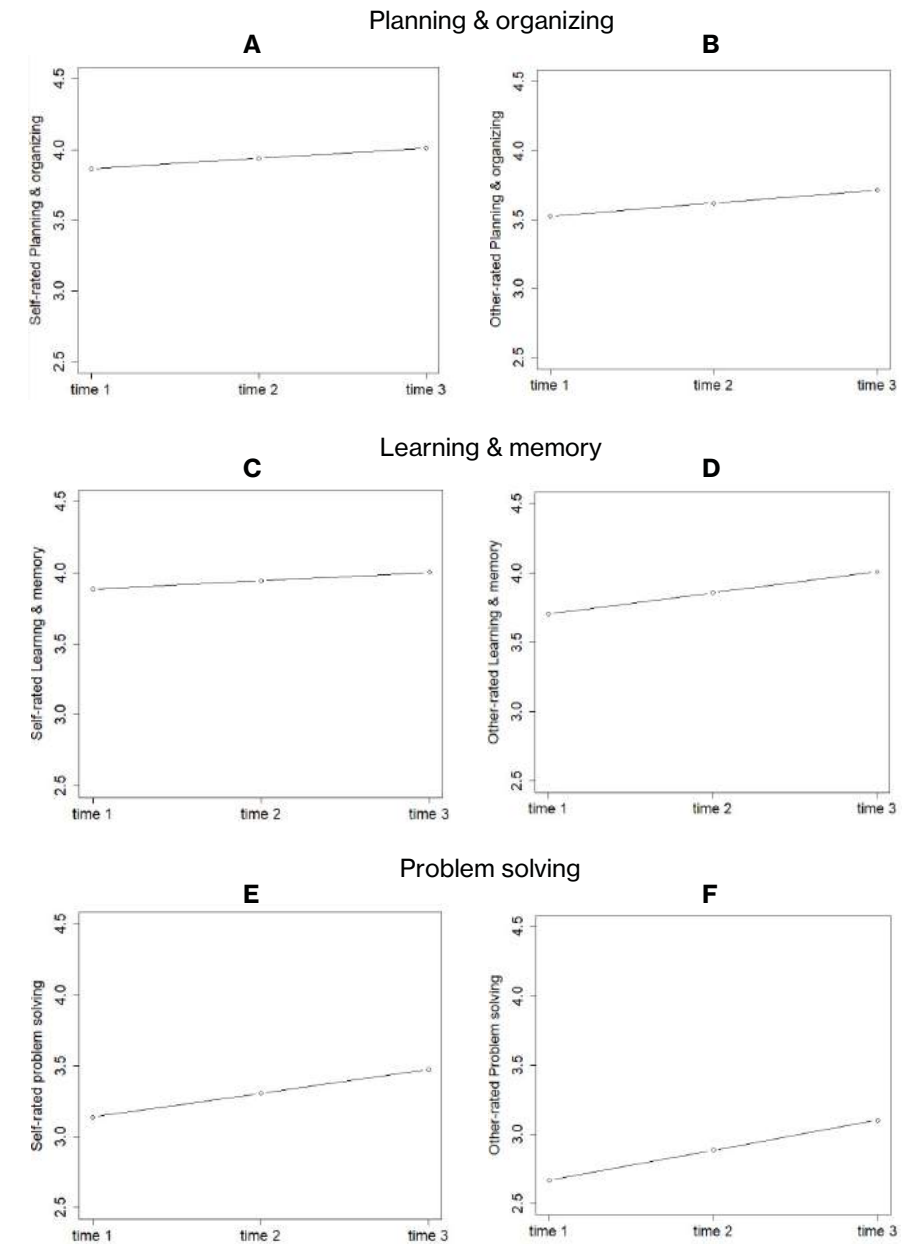 Planning & organizing
A
B
Self-rated Planning & organizing
4.5
4.0
3.5
3.0
2.5
time 1
time 2
time 3
Other-rated Planning & organizing
4.5
4.0
3.5
3.0
2.5
time 1
time 2
time 3
Learning & memory
C
D
Self-rated Learnng & memory
4.5
4.0
3.5
3.0
2.5
time 1
time 2
time 3
Other-rated Learning & memory
4.5
4.0
3.5
3.0
2.5
time 1
time 2
time 3
Problem solving
E
F
Self-rated problem solving
4.5
4.0
3.5
3.0
2.5
time 1
time 2
time 3
Other-rated Problem solving
4.5
4.0
3.5
3.0
2.5
time 1
time 2
time 3